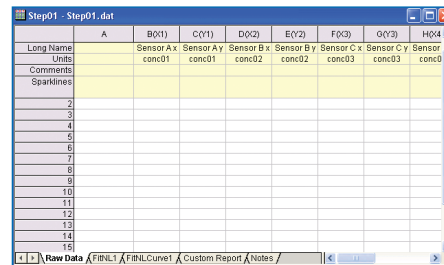 Step01 - Step01.dat
A B(X1) C(Y1) D(X2) E(Y2) F(X3) G(Y3) H(X4
Long Name Sensor A x Sensor A y Sensor B x Sensor B y Sensor C x Sensor C y Sensor
Units conc01 conc01 conc02 conc02 conc03 conc03 conc0
Comments
Sparklines
2
3
4
5
6
7
8
9
10
11
12
13
14
15
Raw Data FitNL1 FitNLCurve1 Custom Report Notes